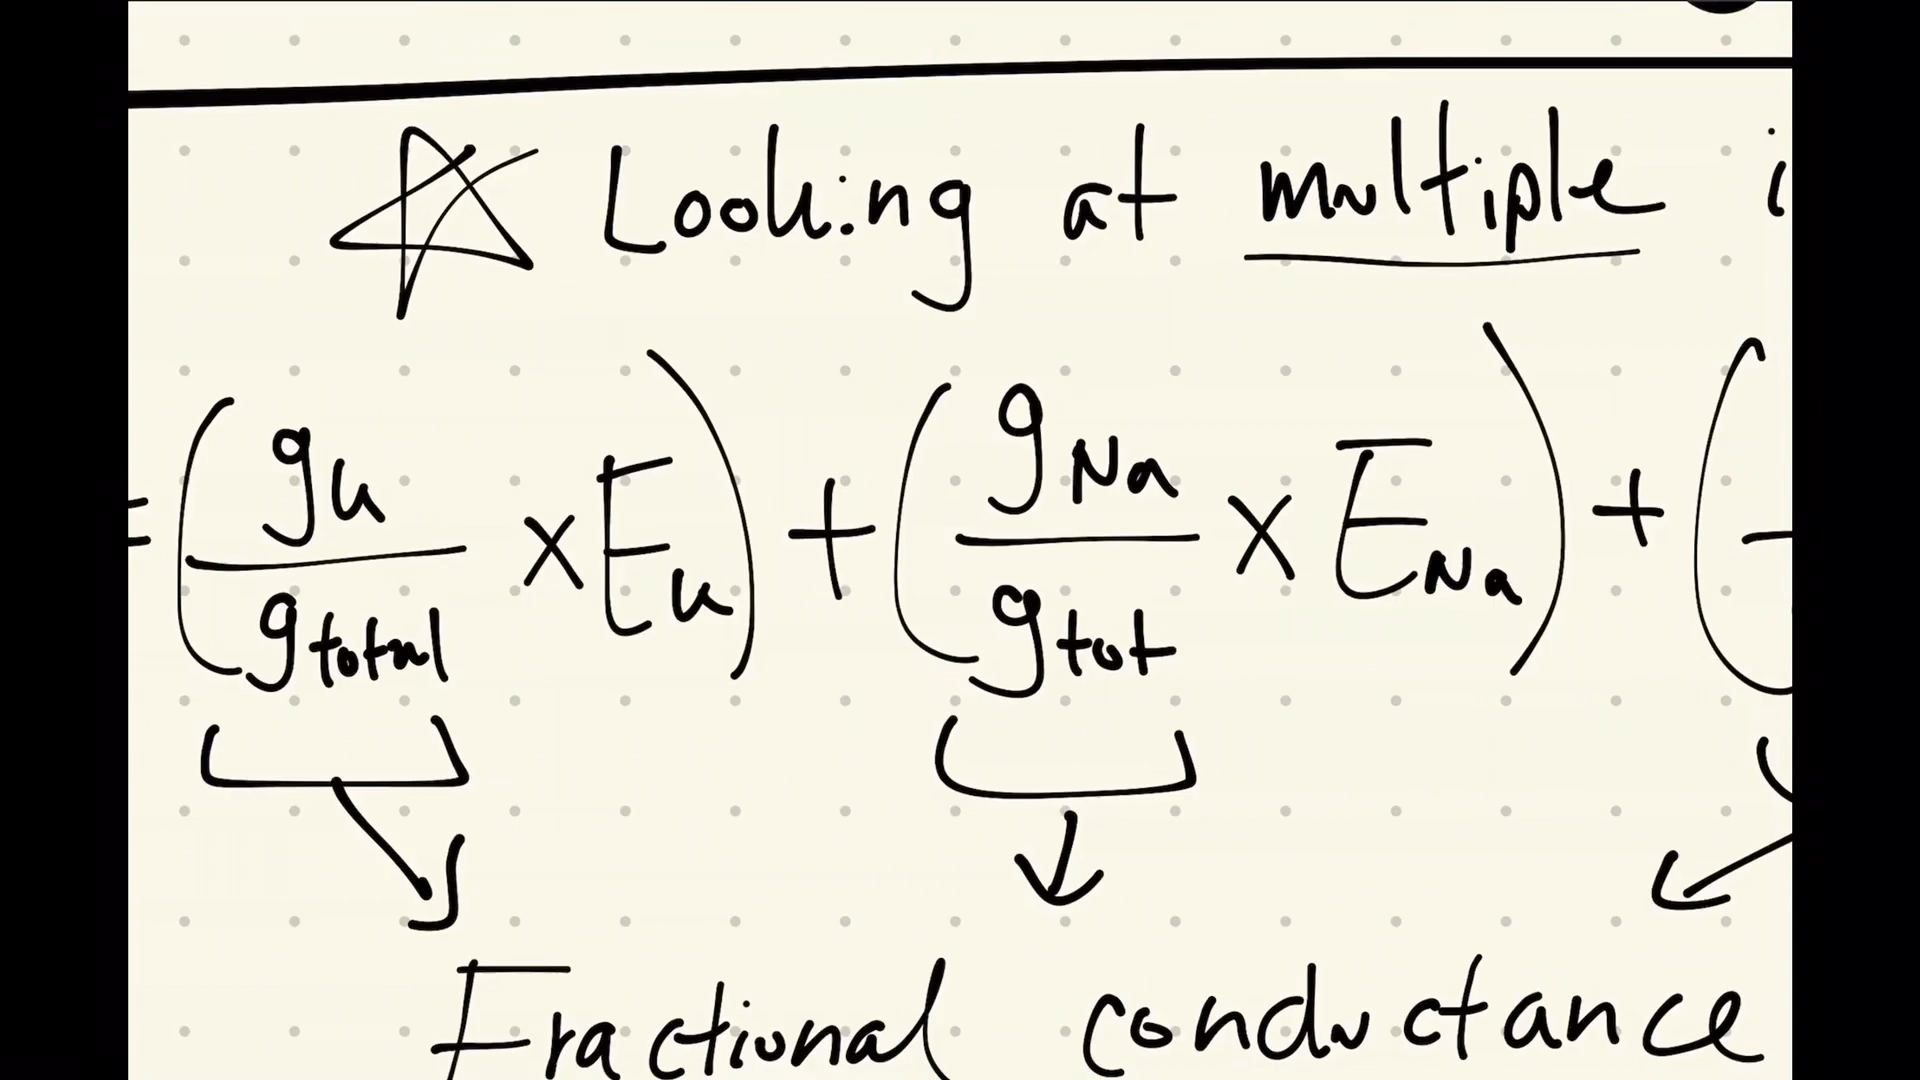 ☆ Looking at multiple i
= (gK/gtotal × EK) + (gNa/gtot × ENa) + (
Fractional conductance